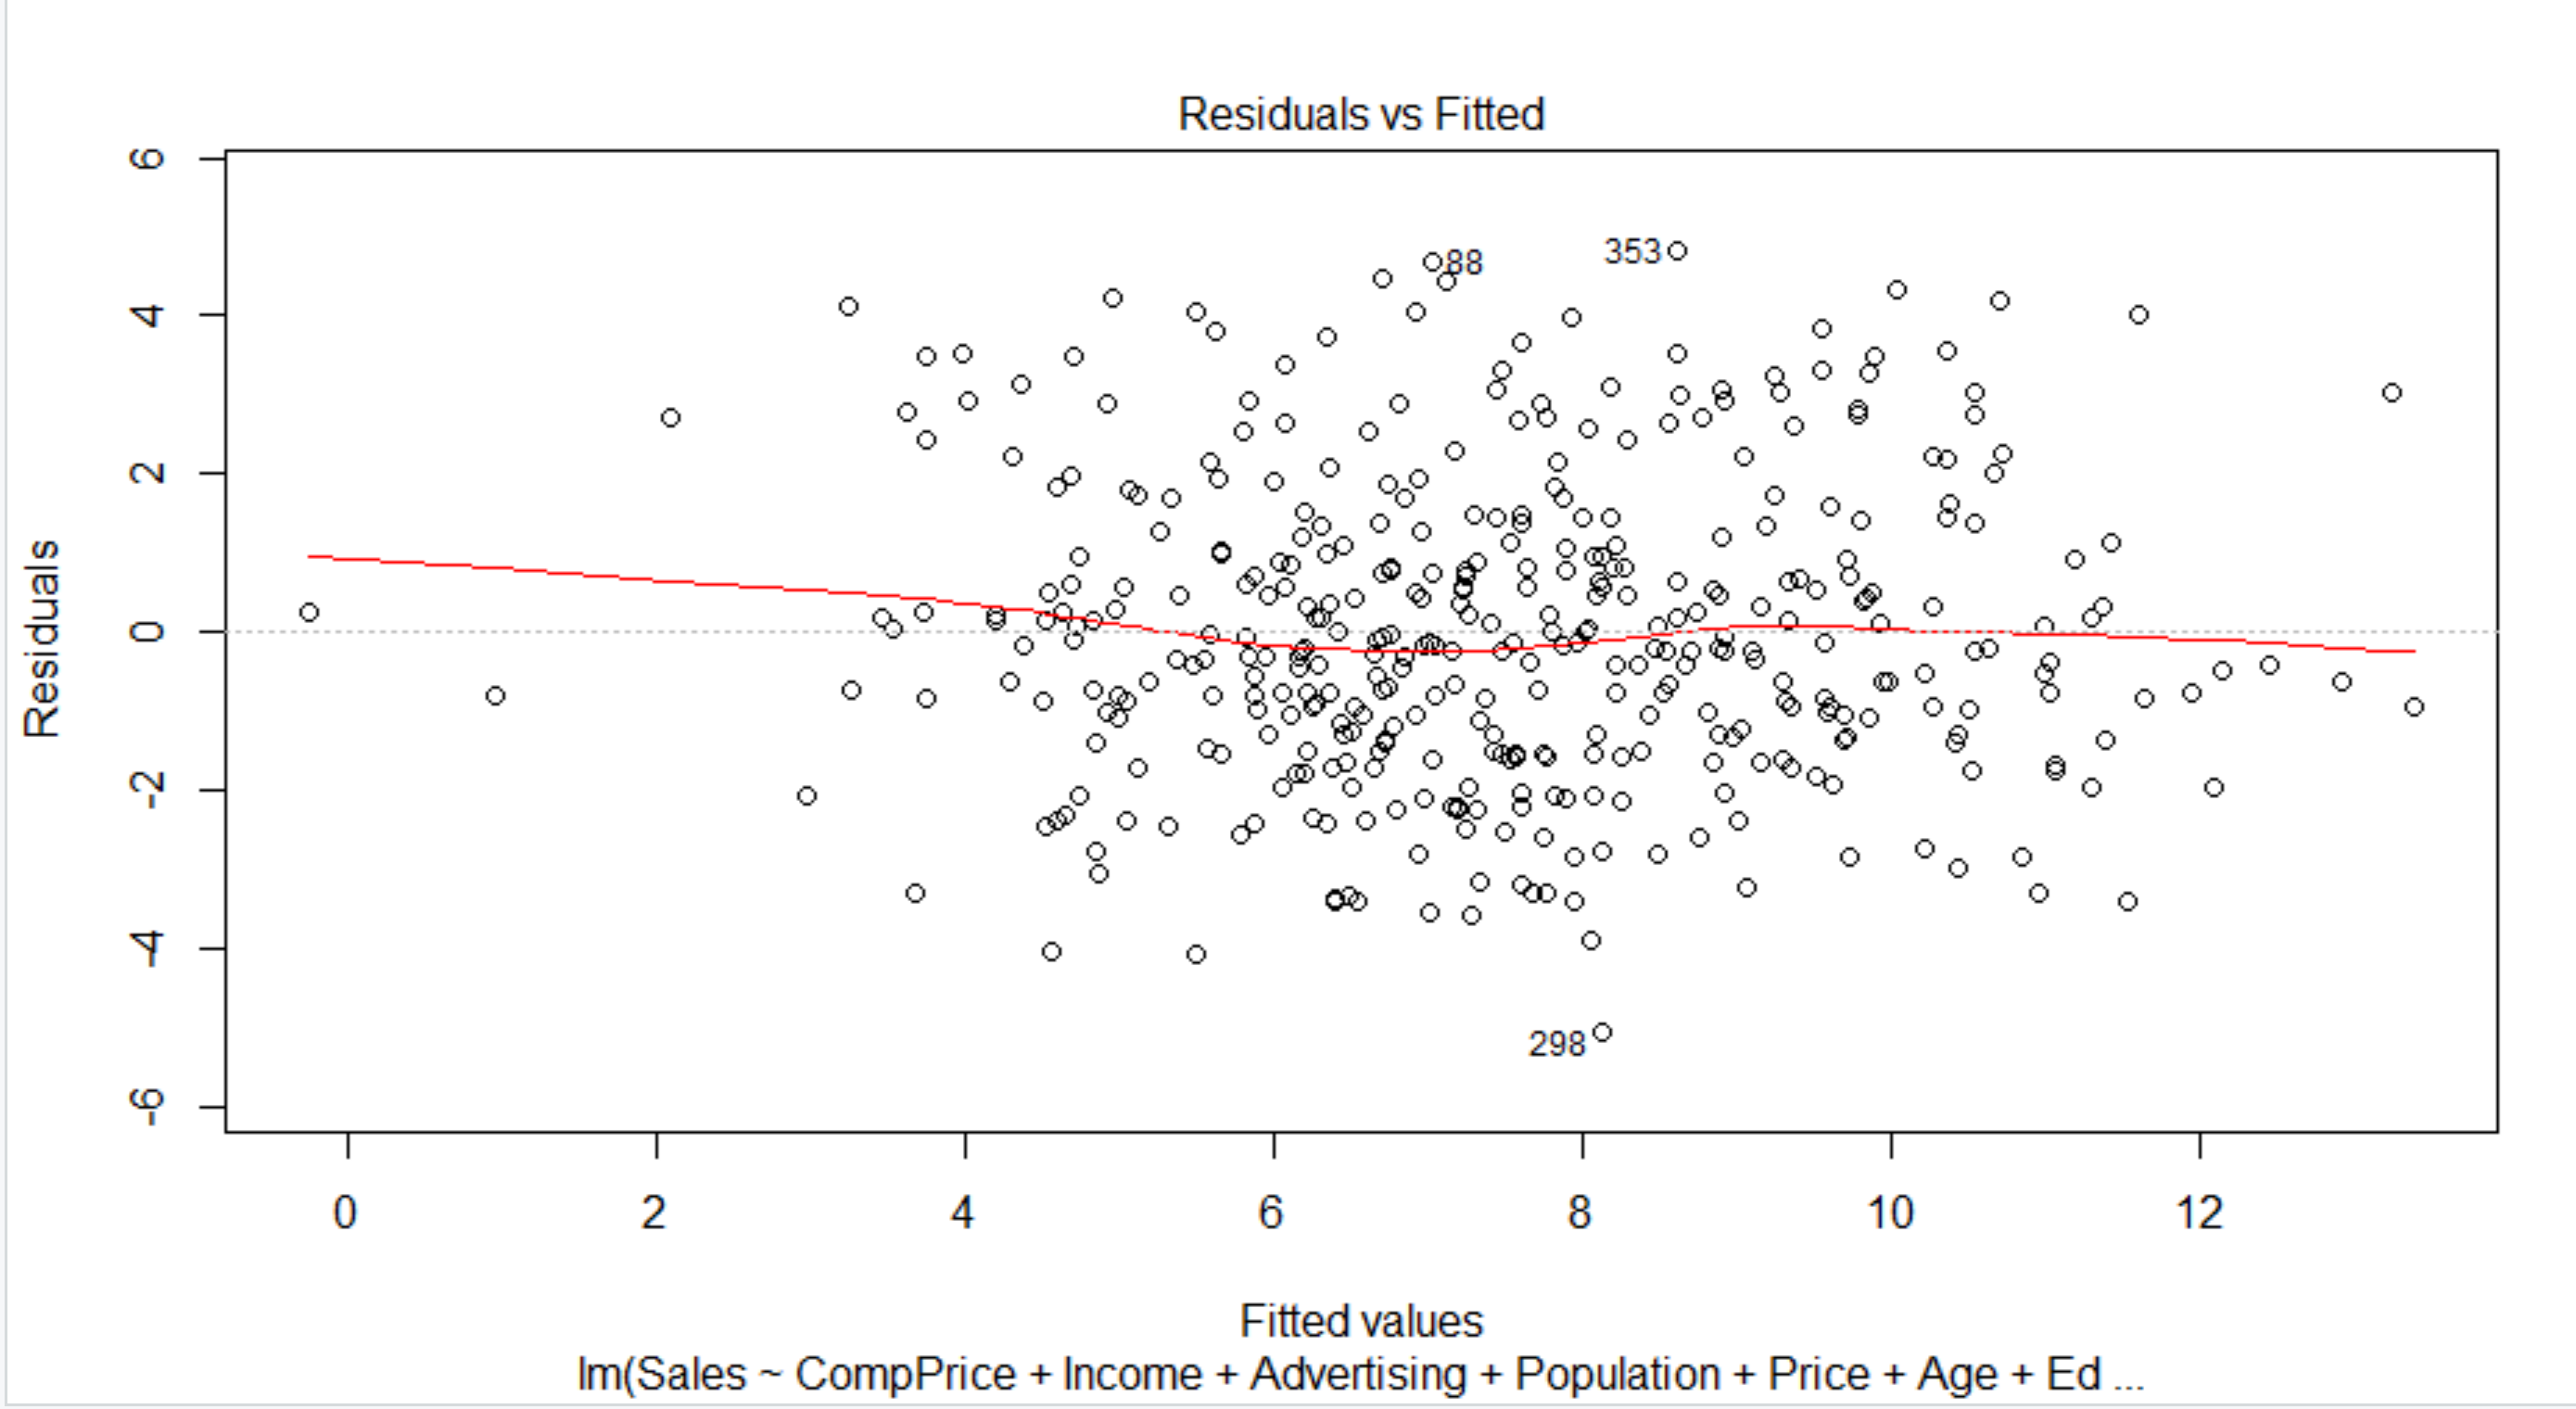 Residuals vs Fitted
6
4
2
0
-2
-4
-6
Residuals
88
353
298
0 2 4 6 8 10 12
Fitted values
lm(Sales ~ CompPrice + Income + Advertising + Population + Price + Age + Ed ...